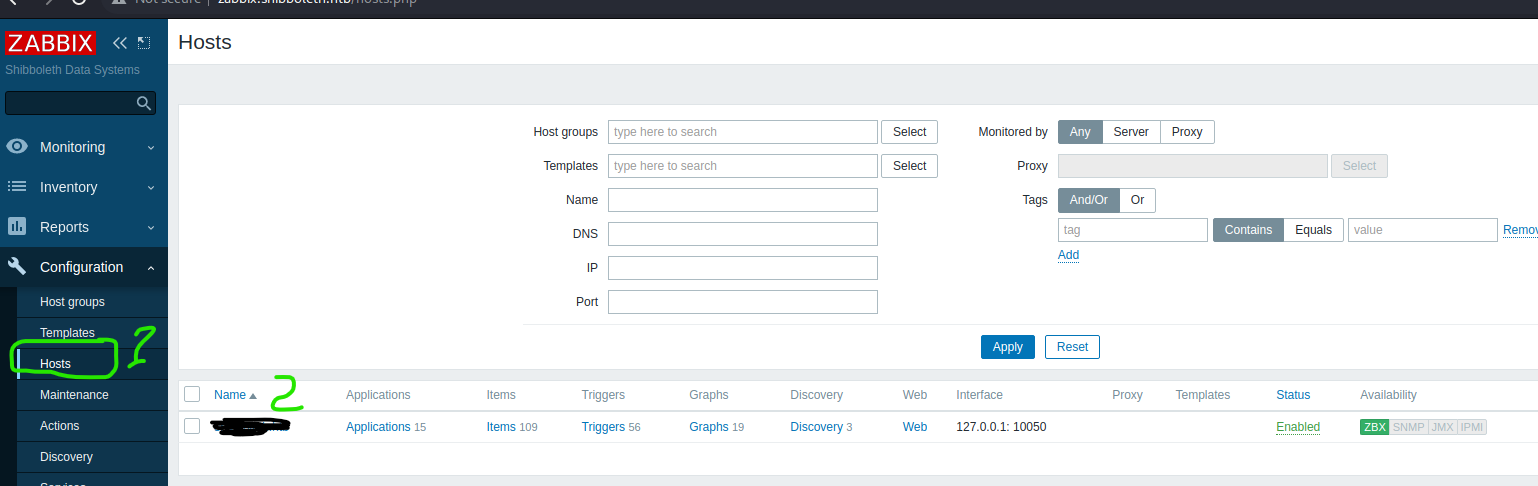 Not secure | zabbix.shibboleth.htb/hosts.php
ZABBIX
Shibboleth Data Systems
Monitoring
Inventory
Reports
Configuration
Host groups
Templates
Hosts
Maintenance
Actions
Discovery
Services
1
Hosts
Host groups type here to search Select
Templates type here to search Select
Name
DNS
IP
Port
Monitored by Any Server Proxy
Proxy Select
Tags And/Or Or
tag Contains Equals value Remov
Add
Apply Reset
2
Name Applications Items Triggers Graphs Discovery Web Interface Proxy Templates Status Availability
Applications 15 Items 109 Triggers 56 Graphs 19 Discovery 3 Web 127.0.0.1: 10050 Enabled ZBX SNMP JMX IPMI